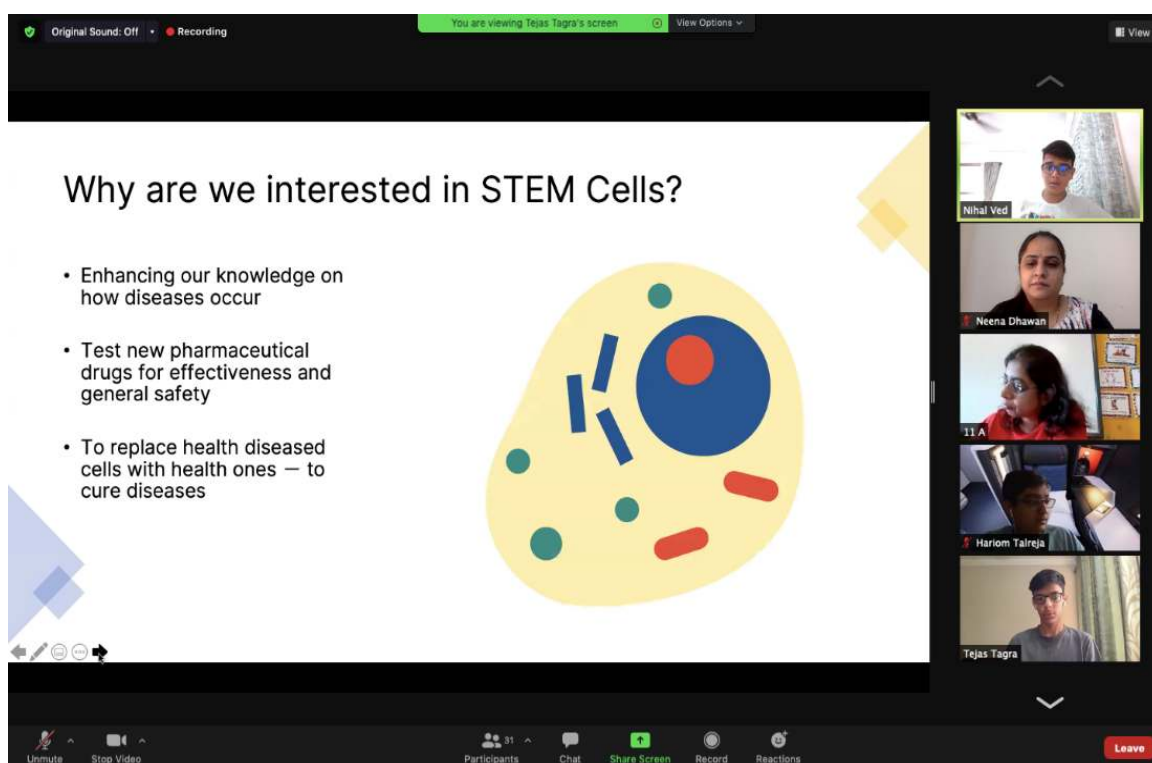 Original Sound: Off
Recording
You are viewing Tejas Tagra's screen
View Options
View
Why are we interested in STEM Cells?
• Enhancing our knowledge on
how diseases occur
• Test new pharmaceutical
drugs for effectiveness and
general safety
• To replace health diseased
cells with health ones — to
cure diseases
Nihal Ved
Neena Dhawan
11 A
Hariom Talreja
Tejas Tagra
Unmute
Stop Video
31
Participants
Chat
Share Screen
Record
Reactions
Leave